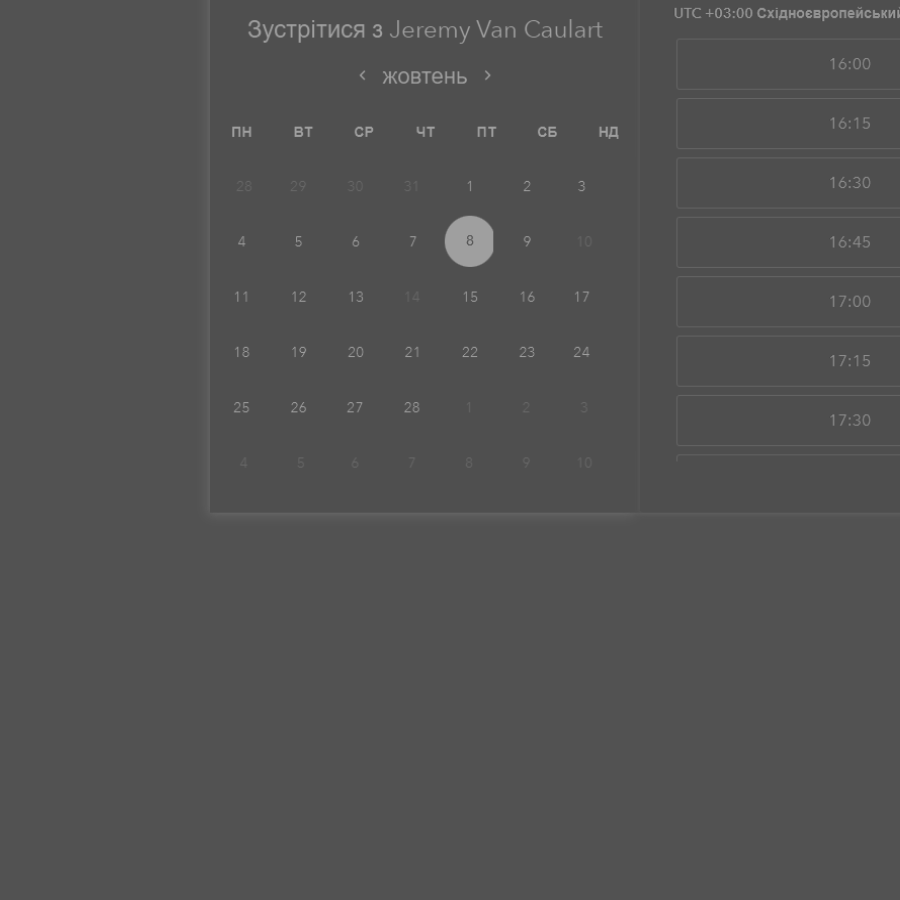 Зустрітися з Jeremy Van Caulart
‹ жовтень ›
ПН ВТ СР ЧТ ПТ СБ НД
28 29 30 31 1 2 3
4 5 6 7 8 9 10
11 12 13 14 15 16 17
18 19 20 21 22 23 24
25 26 27 28 1 2 3
4 5 6 7 8 9 10
UTC +03:00 Східноєвропейський
16:00
16:15
16:30
16:45
17:00
17:15
17:30